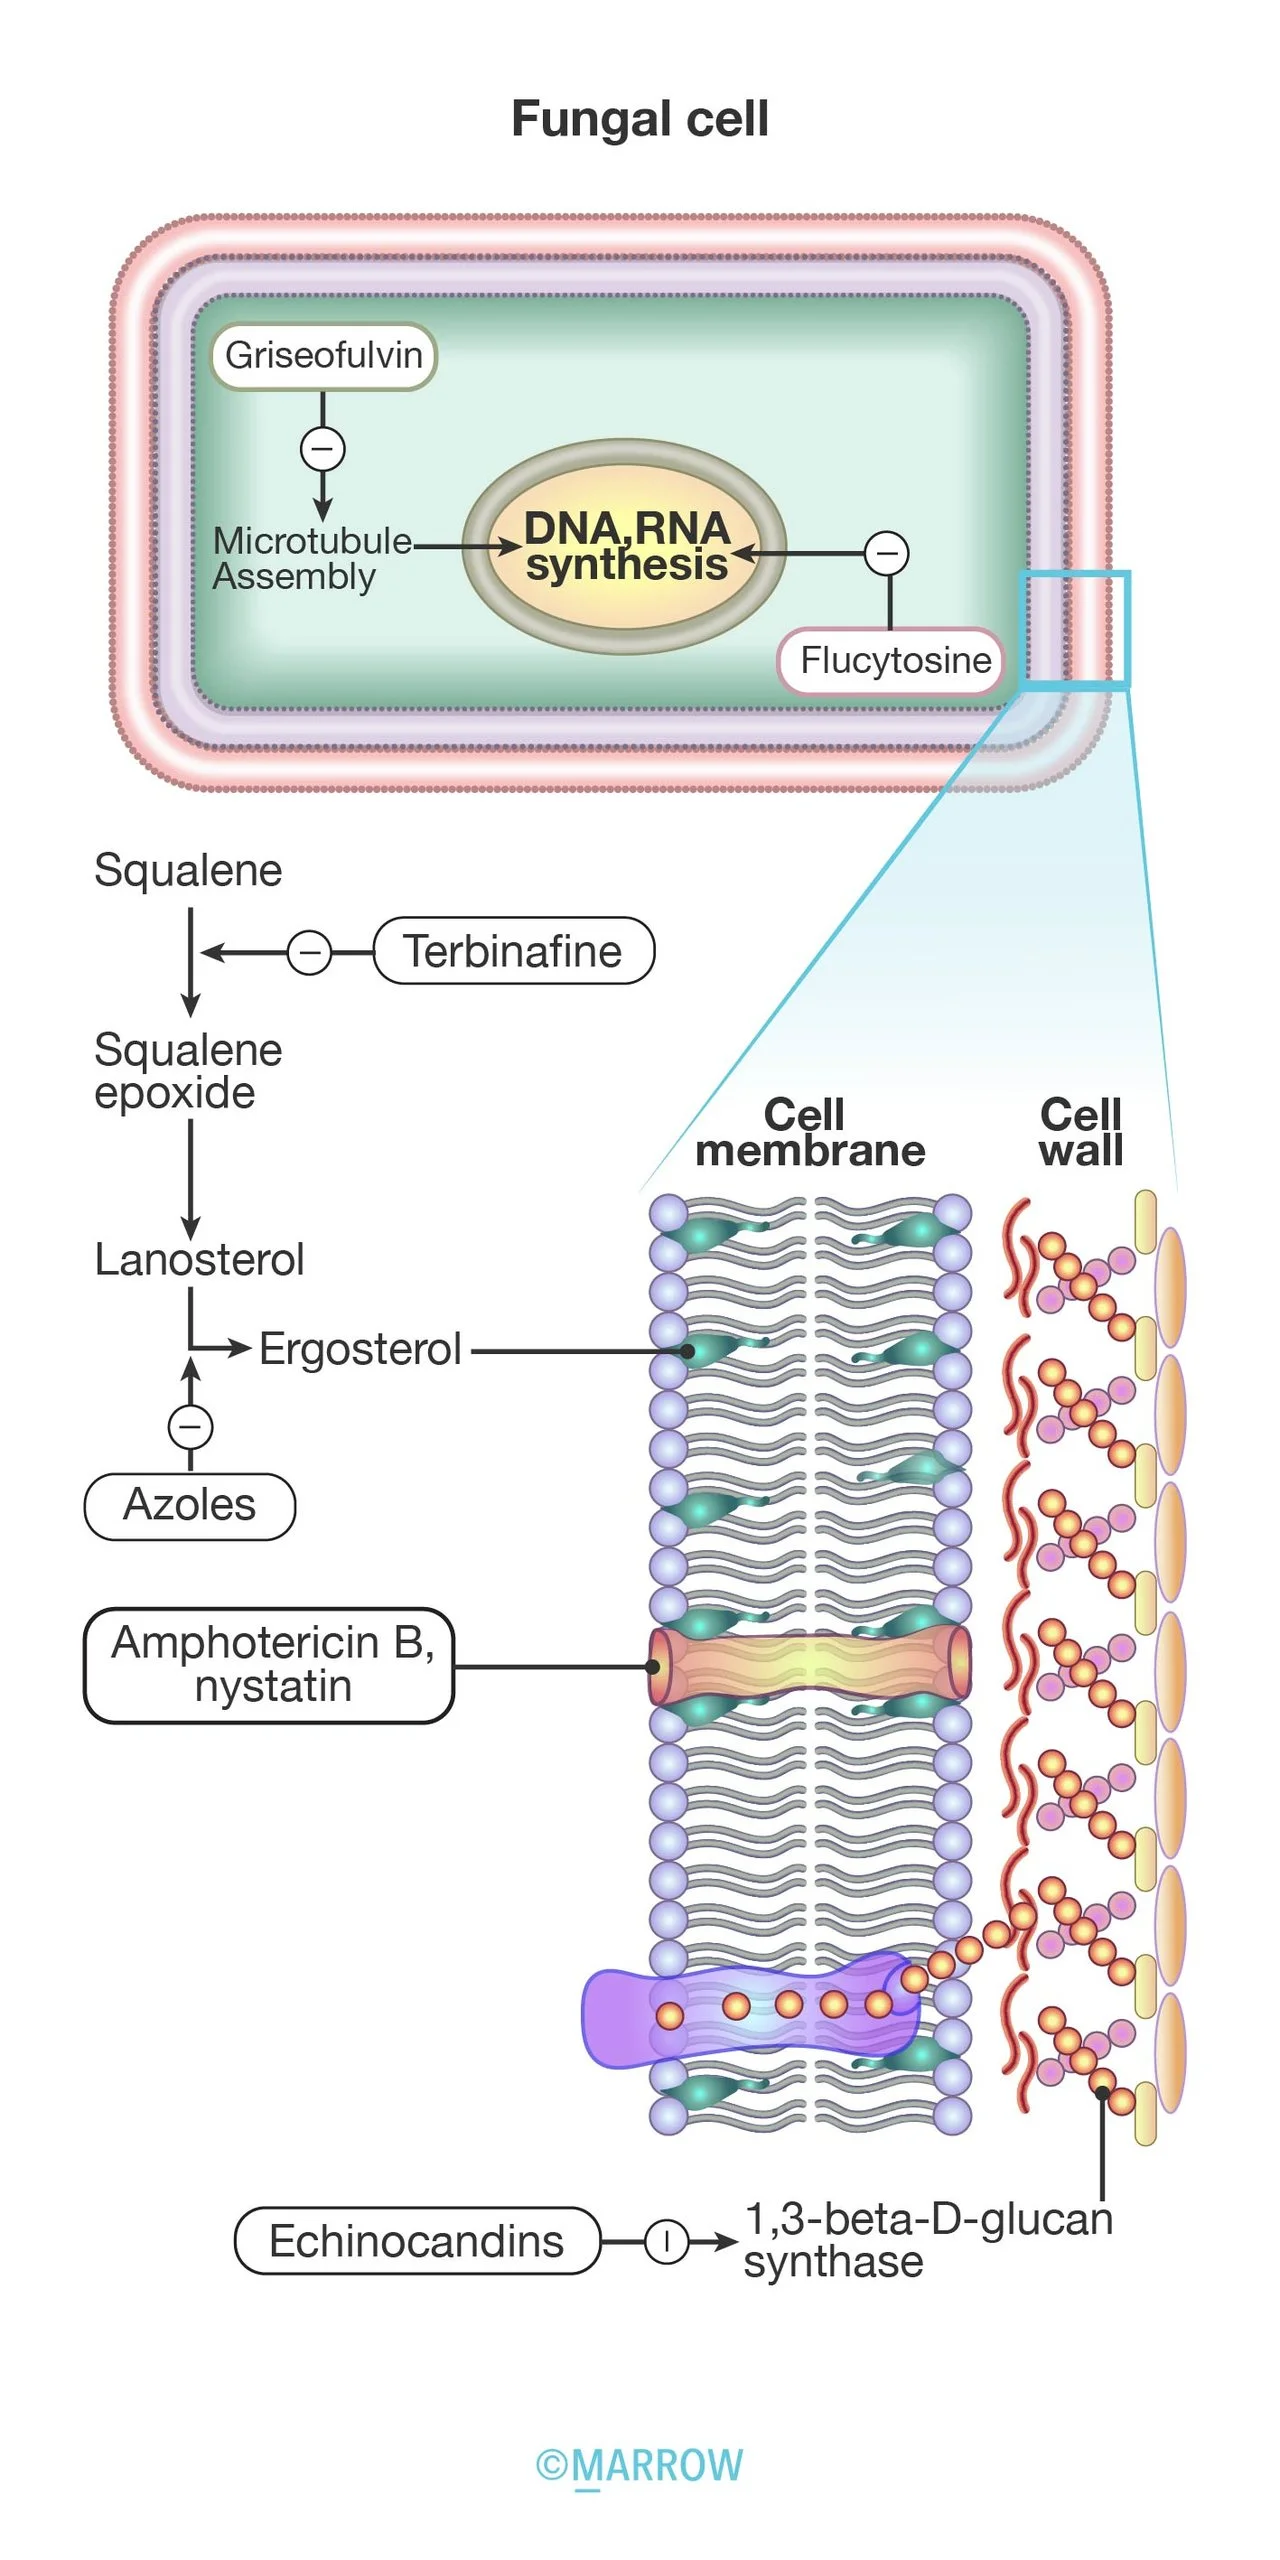 Fungal cell
Griseofulvin
Microtubule
Assembly
DNA,RNA
synthesis
Flucytosine
Squalene
Terbinafine
Squalene
epoxide
Cell
membrane
Cell
wall
Lanosterol
Ergosterol
Azoles
Amphotericin B,
nystatin
Echinocandins
1,3-beta-D-glucan
synthase
©MARROW